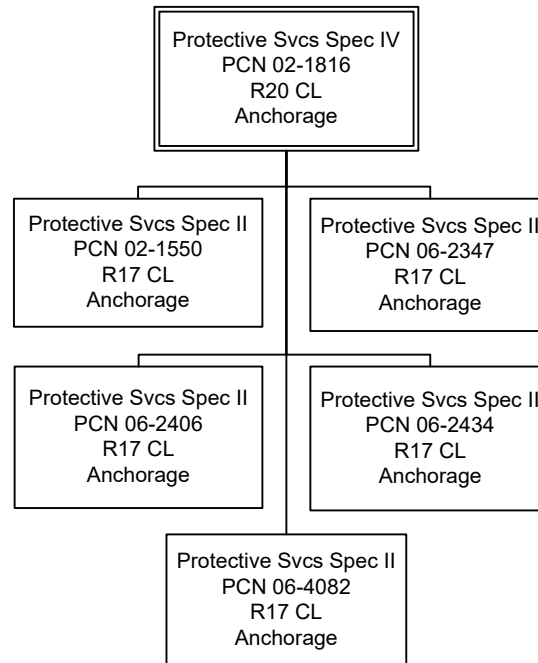 Protective Svcs Spec IV
PCN 02-1816
R20 CL
Anchorage
Protective Svcs Spec II
PCN 02-1550
R17 CL
Anchorage
Protective Svcs Spec II
PCN 06-2347
R17 CL
Anchorage
Protective Svcs Spec II
PCN 06-2406
R17 CL
Anchorage
Protective Svcs Spec II
PCN 06-2434
R17 CL
Anchorage
Protective Svcs Spec II
PCN 06-4082
R17 CL
Anchorage